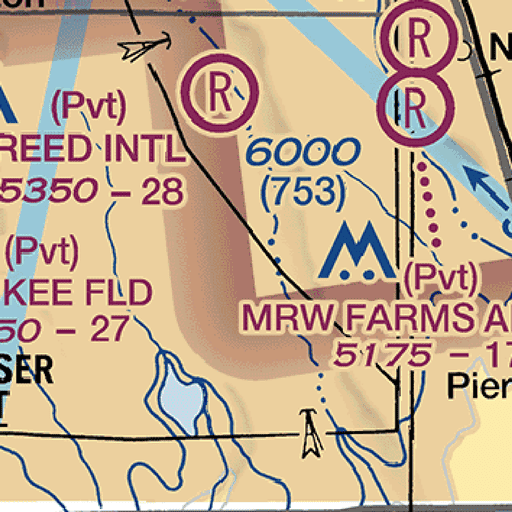 R
R
R
N
(Pvt)
REED INTL
5350 – 28
6000
(753)
(Pvt)
KEE FLD
50 – 27
(Pvt)
MRW FARMS
5175 – 17
SER
T
Pier